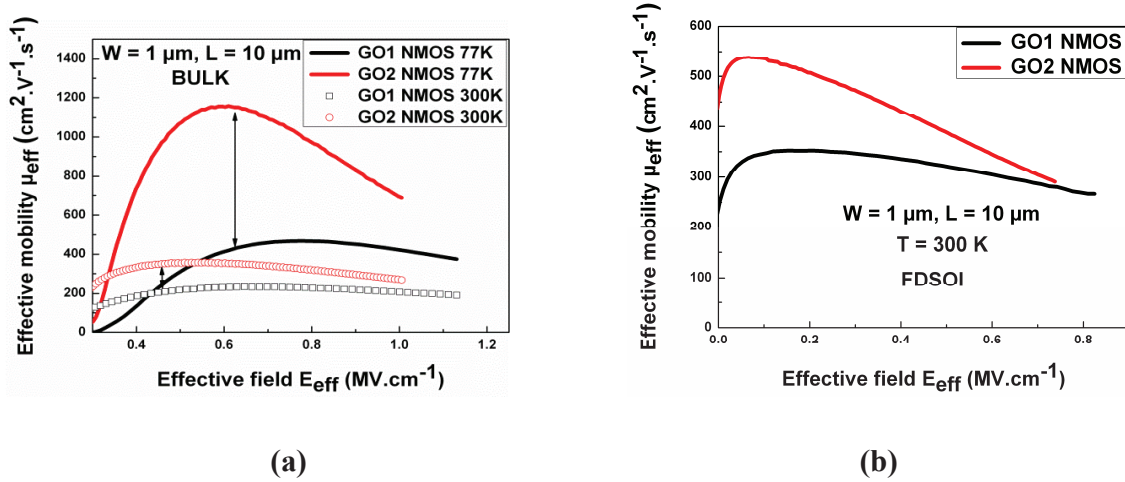 Effective mobility μeff (cm².V⁻¹.s⁻¹)
1400
1200
1000
800
600
400
200
0
W = 1 μm, L = 10 μm
BULK
GO1 NMOS 77K
GO2 NMOS 77K
GO1 NMOS 300K
GO2 NMOS 300K
0.4 0.6 0.8 1.0 1.2
Effective field Eeff (MV.cm⁻¹)
(a)
Effective mobility μeff (cm².V⁻¹.s⁻¹)
600
500
400
300
200
100
0
GO1 NMOS
GO2 NMOS
W = 1 μm, L = 10 μm
T = 300 K
FDSOI
0.0 0.2 0.4 0.6 0.8
Effective field Eeff (MV.cm⁻¹)
(b)